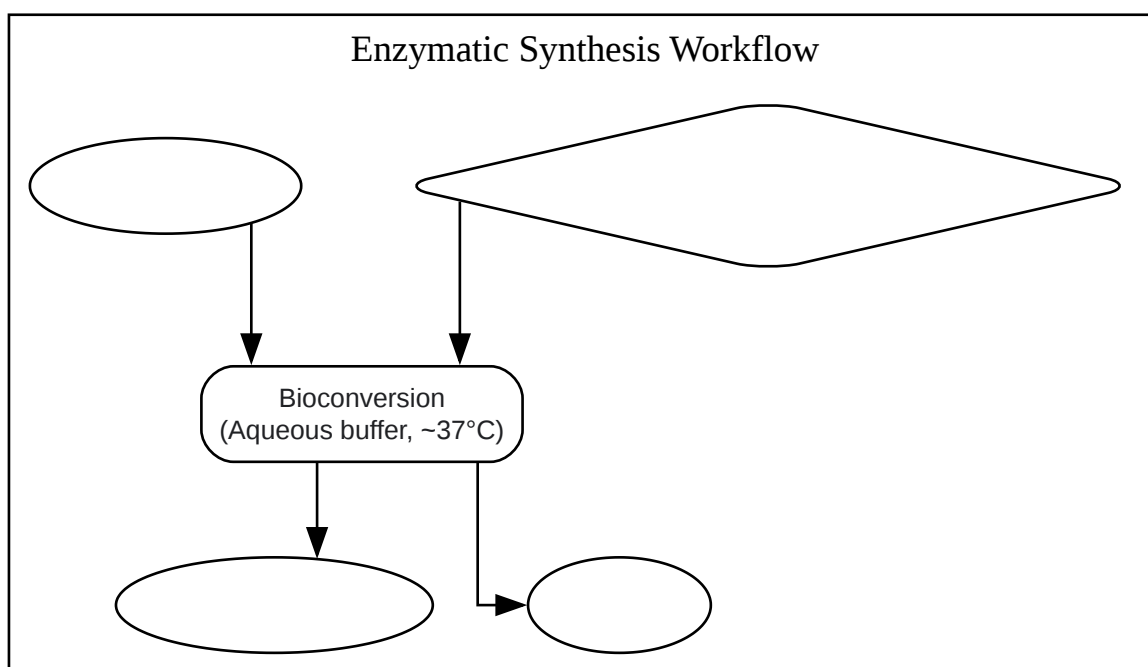 Enzymatic Synthesis Workflow
Bioconversion
(Aqueous buffer, ~37°C)